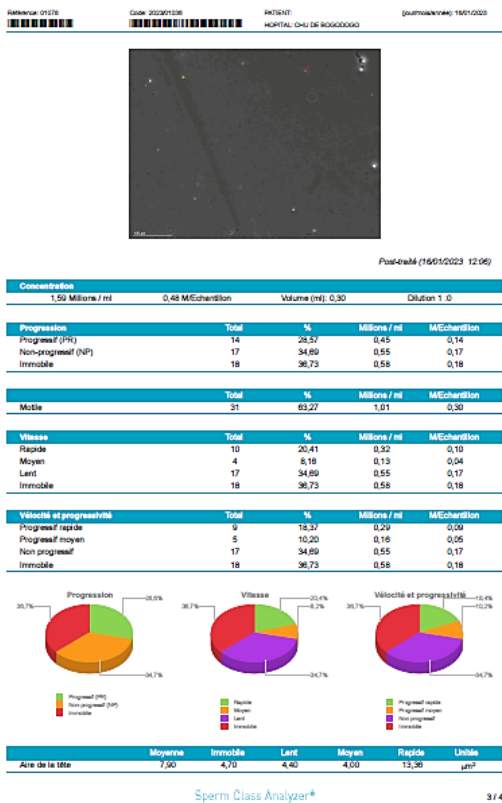 Référence: 01278 Code: 2023/01036 PATIENT: (jour/mois/année): 16/01/2023
HOPITAL: CHU DE BOGODOGO
Post-traité (16/01/2023 12:06)
Concentration
1,59 Millions / ml 0,48 M/Echantillon Volume (ml): 0,30 Dilution 1 :0
Progression Total % Millions / ml M/Echantillon
Progressif (PR) 14 28,57 0,45 0,14
Non-progressif (NP) 17 34,69 0,55 0,17
Immobile 18 36,73 0,58 0,18
Total % Millions / ml M/Echantillon
Motile 31 63,27 1,01 0,30
Vitesse Total % Millions / ml M/Echantillon
Rapide 10 20,41 0,32 0,10
Moyen 4 8,16 0,13 0,04
Lent 17 34,69 0,55 0,17
Immobile 18 36,73 0,58 0,18
Vélocité et progressivité Total % Millions / ml M/Echantillon
Progressif rapide 9 18,37 0,29 0,09
Progressif moyen 5 10,20 0,16 0,05
Non progressif 17 34,69 0,55 0,17
Immobile 18 36,73 0,58 0,18
Progression Vitesse Vélocité et progressivité
36,7% 28,6% 36,7% 20,4% 36,7% 18,4%
8,2% 10,2%
34,7% 34,7% 34,7%
Progressif (PR)
Non progressif (NP)
Immobile
Rapide
Moyen
Lent
Immobile
Progressif rapide
Progressif moyen
Non progressif
Immobile
Moyenne Immobile Lent Moyen Rapide Unités
Aire de la tête 7,90 4,70 4,40 4,00 13,36 µm²
Sperm Class Analyzer®
3 / 4